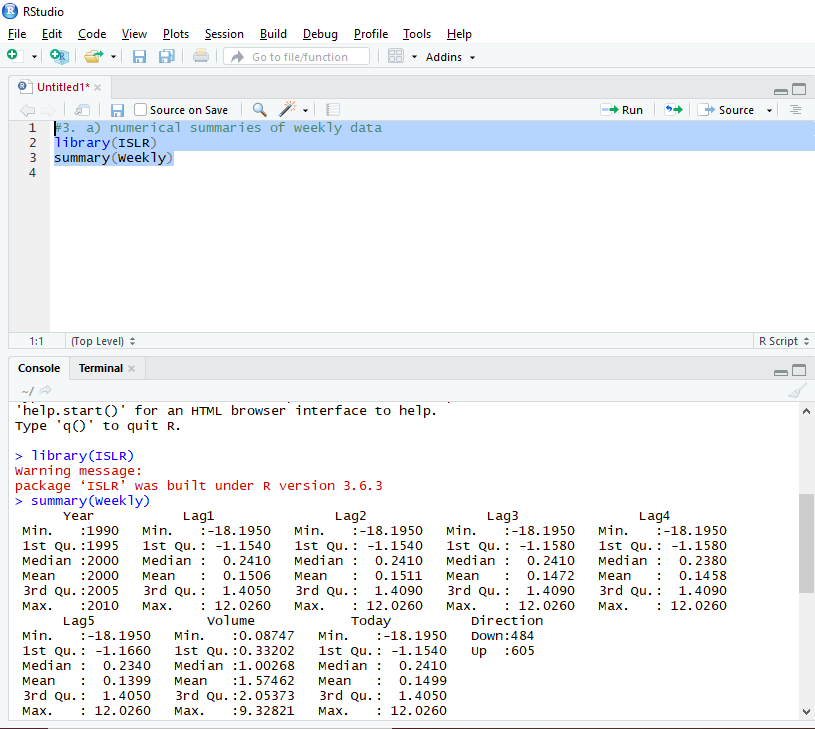 RStudio
File Edit Code View Plots Session Build Debug Profile Tools Help
Go to file/function Addins
Untitled1*
Source on Save Run Source
1 #3. a) numerical summaries of weekly data
2 library(ISLR)
3 summary(Weekly)
4
1:1 (Top Level) R Script
Console Terminal
~/
'help.start()' for an HTML browser interface to help.
Type 'q()' to quit R.
> library(ISLR)
Warning message:
package ‘ISLR’ was built under R version 3.6.3
> summary(Weekly)
Year Lag1 Lag2 Lag3 Lag4
Min. :1990 Min. :-18.1950 Min. :-18.1950 Min. :-18.1950 Min. :-18.1950
1st Qu.:1995 1st Qu.: -1.1540 1st Qu.: -1.1540 1st Qu.: -1.1580 1st Qu.: -1.1580
Median :2000 Median : 0.2410 Median : 0.2410 Median : 0.2410 Median : 0.2380
Mean :2000 Mean : 0.1506 Mean : 0.1511 Mean : 0.1472 Mean : 0.1458
3rd Qu.:2005 3rd Qu.: 1.4050 3rd Qu.: 1.4090 3rd Qu.: 1.4090 3rd Qu.: 1.4090
Max. :2010 Max. : 12.0260 Max. : 12.0260 Max. : 12.0260 Max. : 12.0260
Lag5 Volume Today Direction
Min. :-18.1950 Min. :0.08747 Min. :-18.1950 Down:484
1st Qu.: -1.1660 1st Qu.:0.33202 1st Qu.: -1.1540 Up :605
Median : 0.2340 Median :1.00268 Median : 0.2410
Mean : 0.1399 Mean :1.57462 Mean : 0.1499
3rd Qu.: 1.4050 3rd Qu.:2.05373 3rd Qu.: 1.4050
Max. : 12.0260 Max. :9.32821 Max. : 12.0260